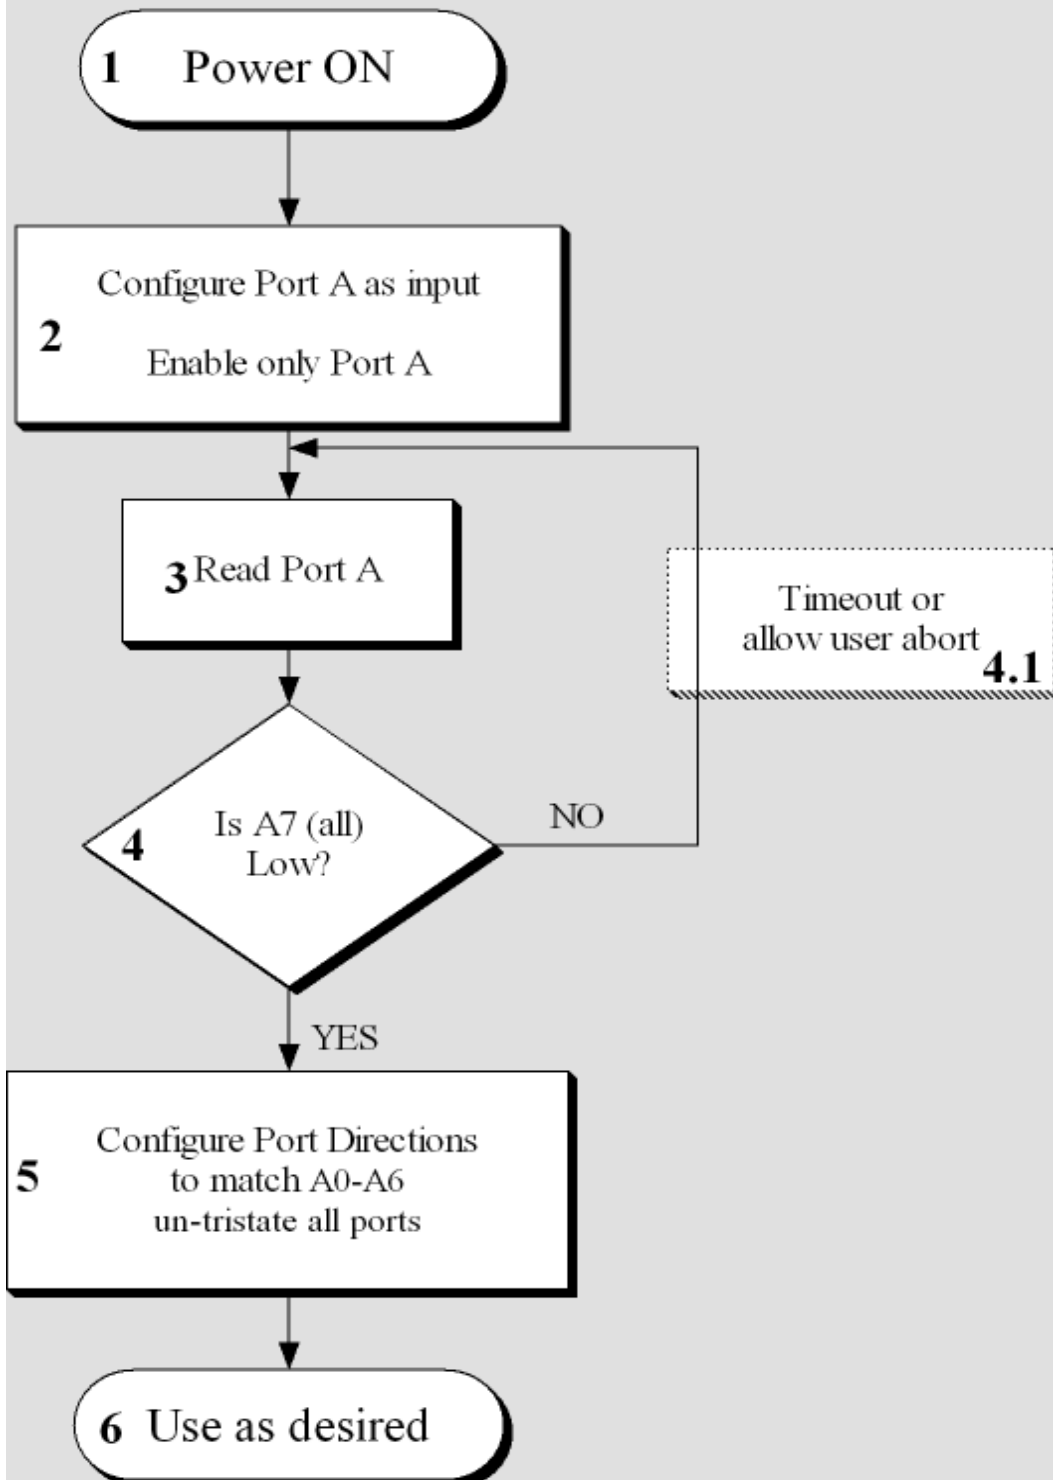 1 Power ON
Configure Port A as input
2
Enable only Port A
3 Read Port A
Timeout or
allow user abort
4.1
NO
Is A7 (all)
4
Low?
YES
Configure Port Directions
5
to match A0-A6
un-tristate all ports
6 Use as desired